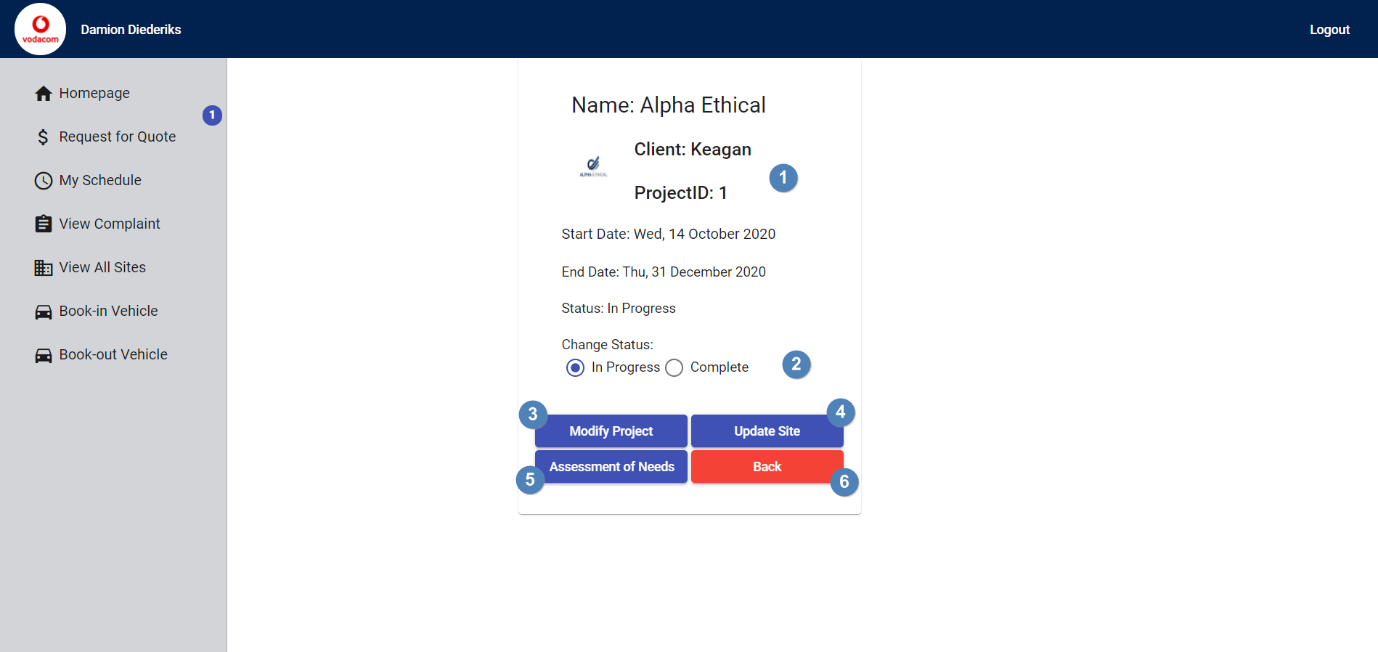 vodacom
Damion Diederiks
Logout
Homepage
1
Request for Quote
My Schedule
View Complaint
View All Sites
Book-in Vehicle
Book-out Vehicle
Name: Alpha Ethical
Client: Keagan
ALPHA ETHICAL
1
ProjectID: 1
Start Date: Wed, 14 October 2020
End Date: Thu, 31 December 2020
Status: In Progress
Change Status:
In Progress Complete
2
3
4
Modify Project Update Site
Assessment of Needs Back
5
6